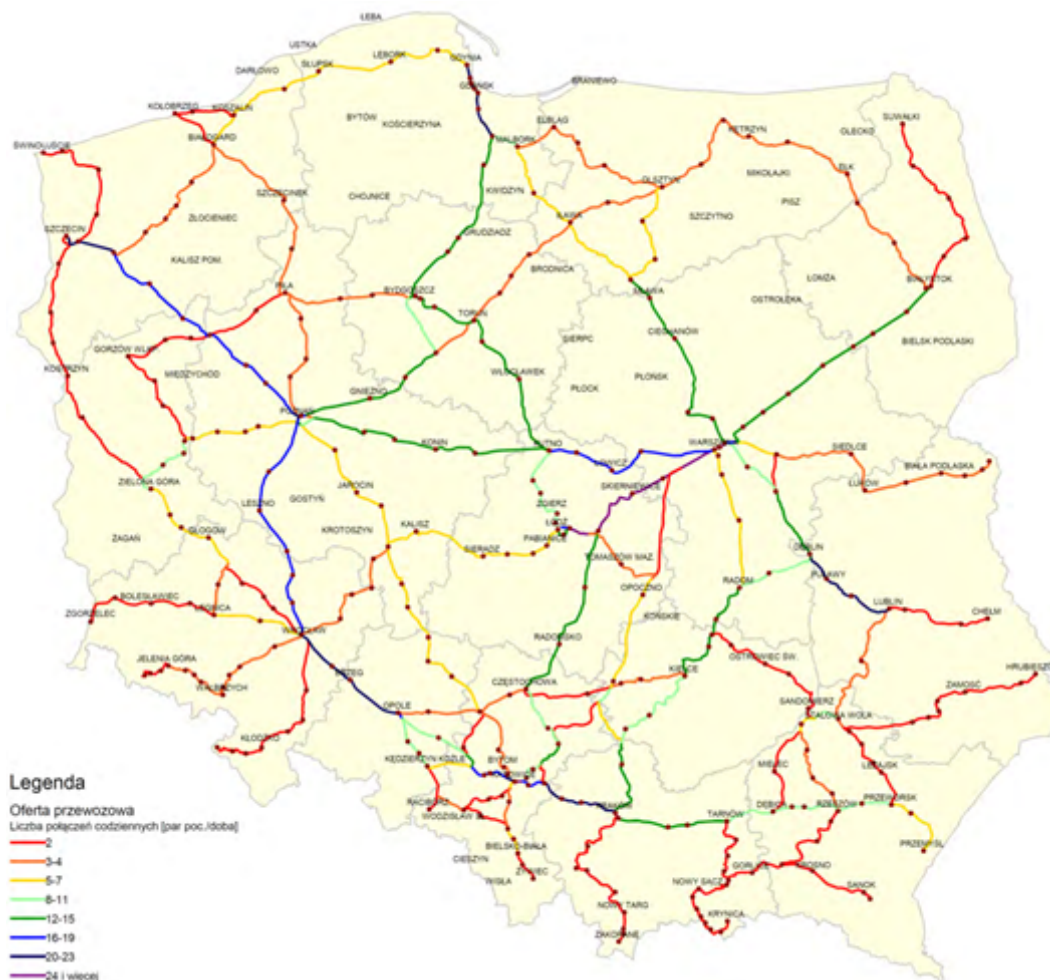 ŁEBA
USTKA
LĘBORK
GDYNIA
SŁUPSK
DARŁOWO
GDAŃSK
BRANIEWO
KOŁOBRZEG
KOSZALIN
BYTÓW
KOŚCIERZYNA
ELBLĄG
SUWAŁKI
OLECKO
KĘTRZYN
BIAŁOGARD
MALBORK
ŚWINOUJŚCIE
EŁK
MIKOŁAJKI
OLSZTYN
SZCZECINEK
CHOJNICE
KWIDZYN
PISZ
ZŁOCIENIEC
IŁAWA
SZCZYTNO
SZCZECIN
GRUDZIĄDZ
KALISZ POM.
BRODNICA
ŁOMŻA
BIAŁYSTOK
PIŁA
BYDGOSZCZ
MŁAWA
OSTROŁĘKA
TORUŃ
CIECHANÓW
SIERPC
BIELSK PODLASKI
GORZÓW WLKP.
KOSTRZYN
MIĘDZYCHÓD
WŁOCŁAWEK
PŁOCK
PŁOŃSK
GNIEZNO
POZNAŃ
KONIN
KUTNO
WARSZ
ŁOWICZ
SIEDLCE
BIAŁA PODLASKA
SKIERNIEWICE
ZIELONA GÓRA
ŁUKÓW
JAROCIN
LESZNO
GOSTYŃ
ZGIERZ
ŁÓDŹ
KROTOSZYN
KALISZ
PABIANICE
ŻAGAŃ
GŁOGÓW
SIERADZ
TOMASZÓW MAZ.
DĘBLIN
PUŁAWY
RADOM
OPOCZNO
BOLESŁAWIEC
LEGNICA
LUBLIN
ZGORZELEC
KOŃSKIE
CHEŁM
WROCŁAW
RADOMSKO
JELENIA GÓRA
OSTROWIEC ŚW.
HRUBIESZÓW
BRZEG
KIELCE
WAŁBRZYCH
CZĘSTOCHOWA
ZAMOŚĆ
SANDOMIERZ
OPOLE
STALOWA WOLA
KŁODZKO
KĘDZIERZYN KOŹLE
BYTOM
MIELEC
LEŻAJSK
Legenda
RACIBÓRZ
DĘBICA
RZESZÓW
PRZEWORSK
Oferta przewozowa
WODZISŁAW ŚL.
TARNÓW
Liczba połączeń codziennych [par poc./doba]
BIELSKO-BIAŁA
PRZEMYŚL
2
CIESZYN
GORLICE
KROSNO
3-4
ŻYWIEC
WISŁA
NOWY SĄCZ
SANOK
5-7
NOWY TARG
8-11
KRYNICA
12-15
ZAKOPANE
16-19
20-23
24 i więcej